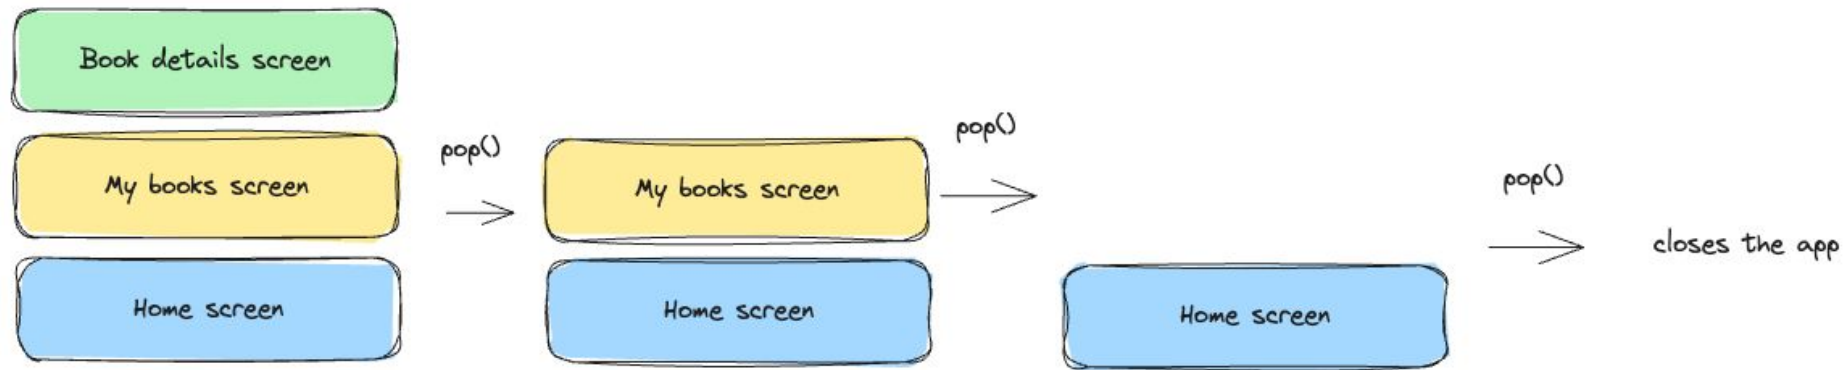 Book details screen
My books screen
Home screen
pop()
My books screen
Home screen
pop()
Home screen
pop()
closes the app